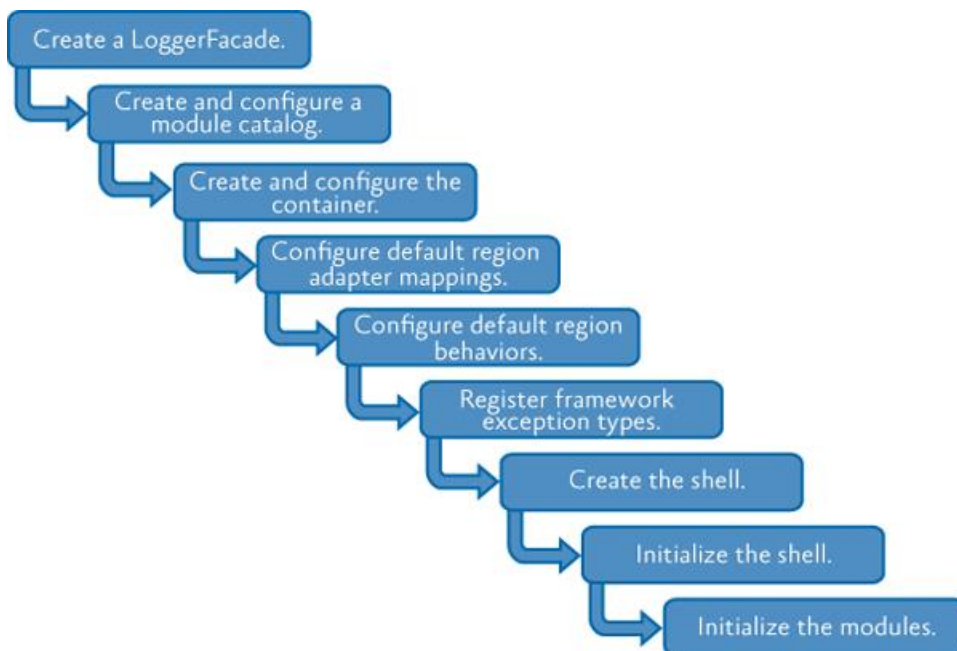 Create a LoggerFacade.
Create and configure a
module catalog.
Create and configure the
container.
Configure default region
adapter mappings.
Configure default region
behaviors.
Register framework
exception types.
Create the shell.
Initialize the shell.
Initialize the modules.